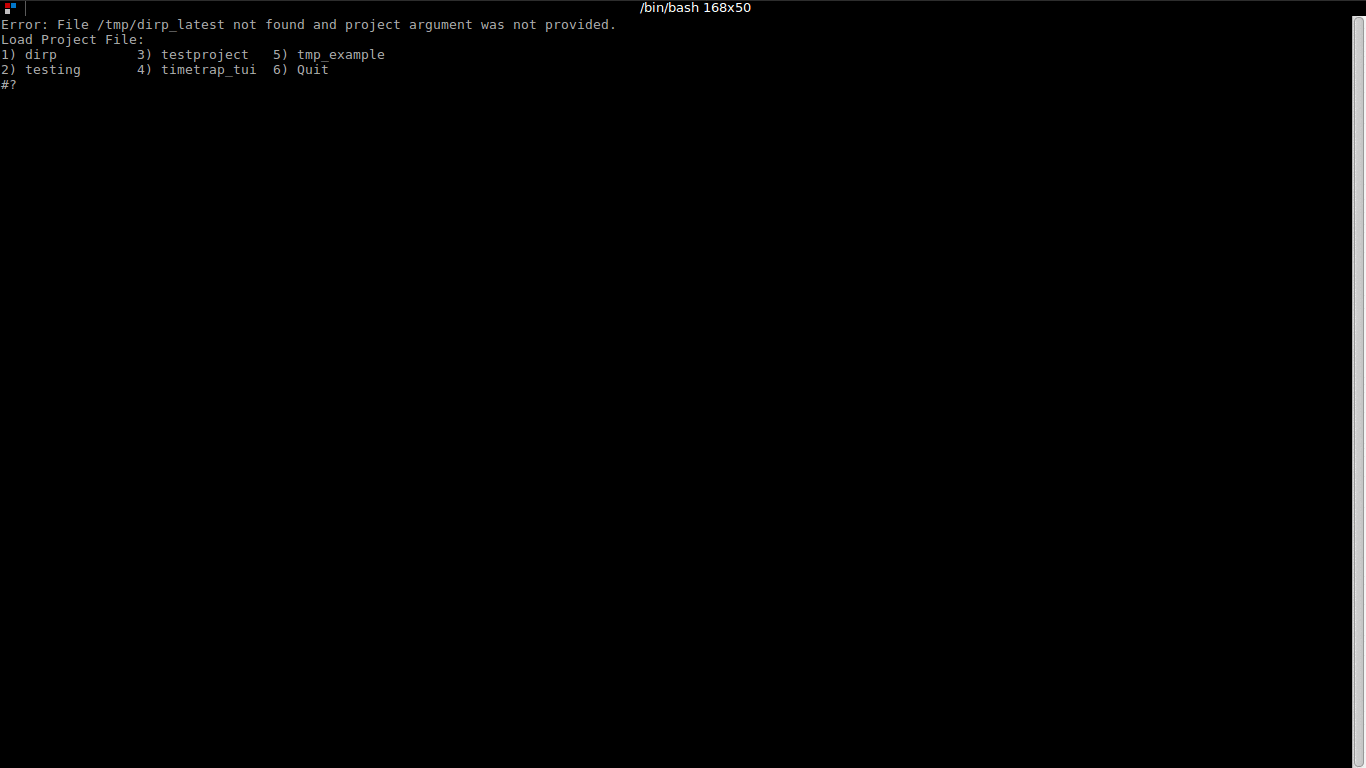 /bin/bash 168x50
Error: File /tmp/dirp_latest not found and project argument was not provided.
Load Project File:
1) dirp          3) testproject   5) tmp_example
2) testing       4) timetrap_tui  6) Quit
#?